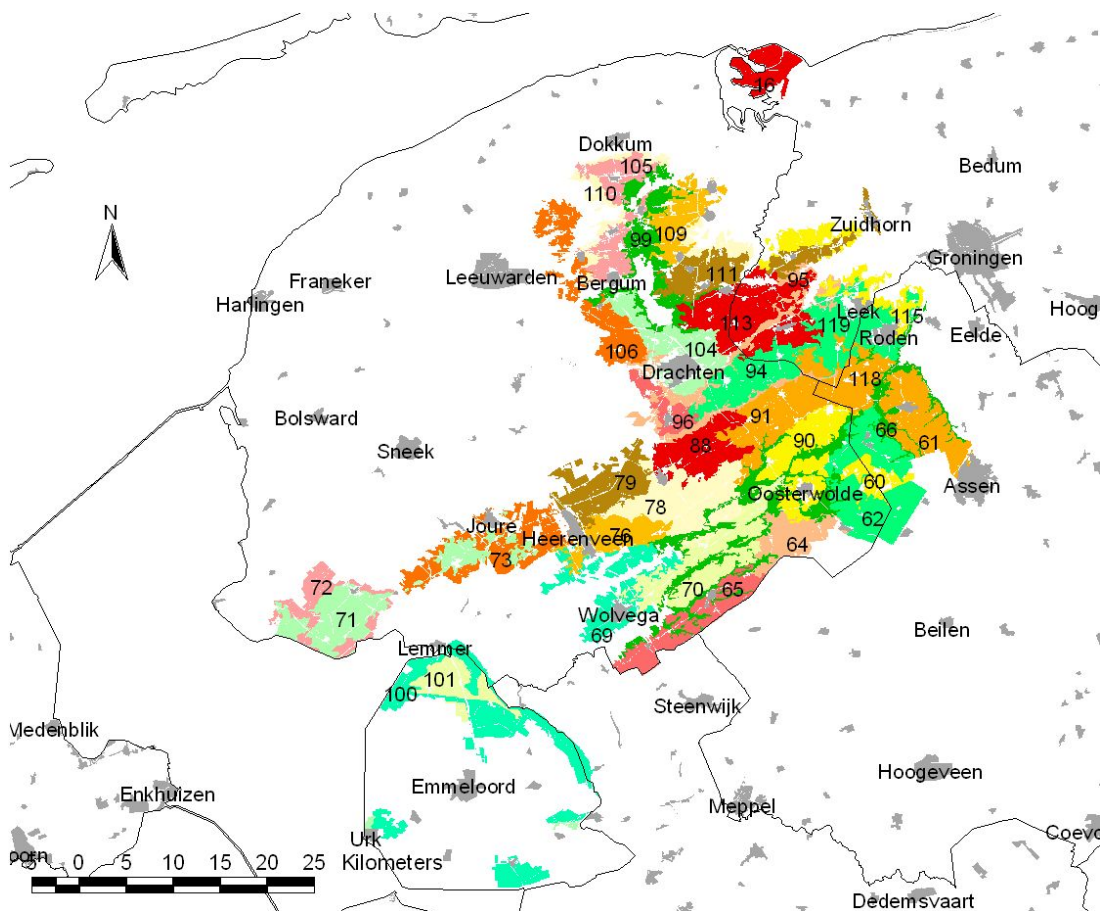 16
Dokkum
105
Bedum
110
Zuidhorn
99
109
Groningen
Leeuwarden
Bergum
111
95
Franeker
Harlingen
Hoog
113
119
Leek
115
Eelde
Roden
N
106
104
Drachten
94
118
Bolsward
96
91
88
90
66
61
Sneek
79
60
Assen
Oosterwolde
78
62
Joure
76
Heerenveen
64
73
72
70
65
71
Wolvega
69
Beilen
Lemmer
101
100
Steenwijk
Medenblik
Hoogeveen
Emmeloord
Enkhuizen
Meppel
Coevo
Urk
oorn
Kilometers
5 0 5 10 15 20 25
Dedemsvaart